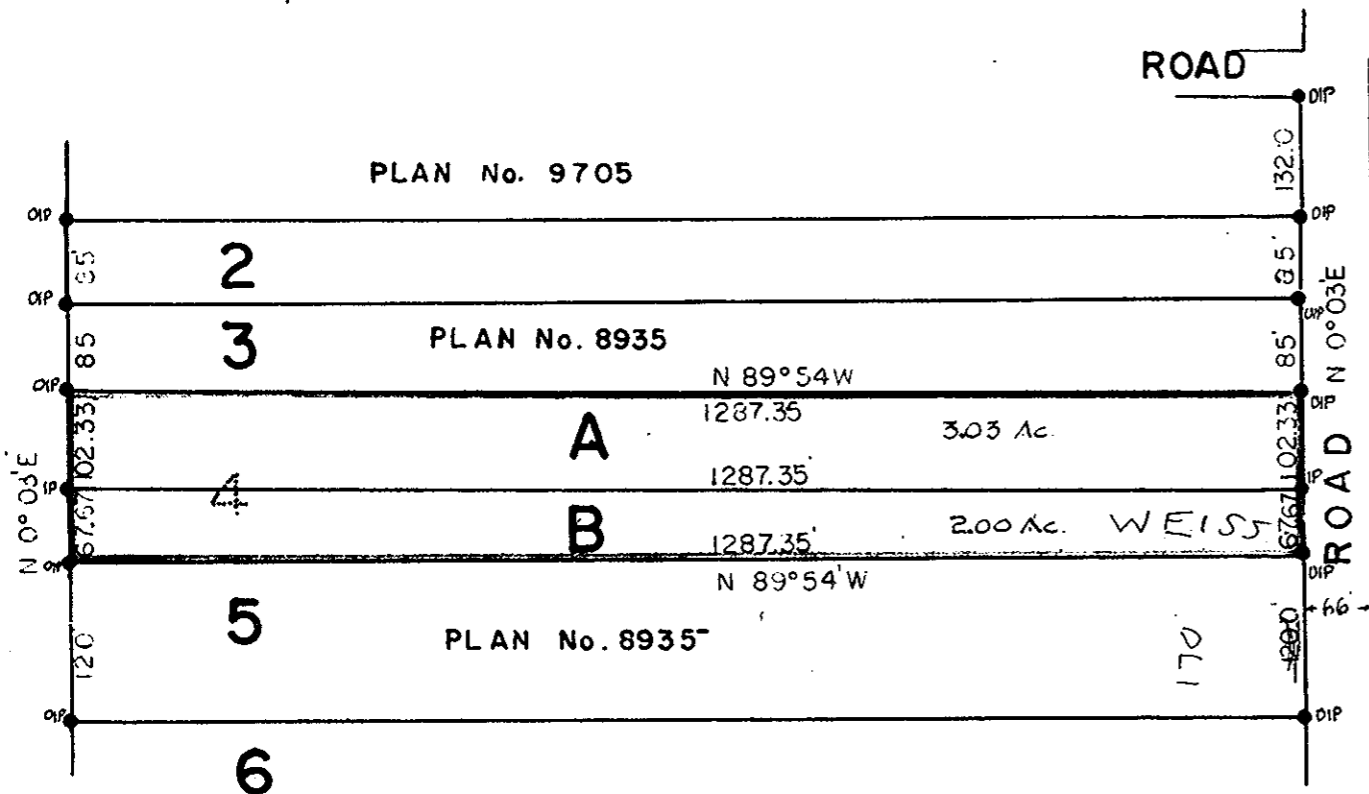 ROAD
OIP
132.0
PLAN No. 9705
OIP
OIP
2
85'
85'
N 0°03'E
OIP
OIP
3
PLAN No. 8935
85
85'
N 89°54W
OIP
OIP
1287.35
A
3.03 Ac.
102.33
102.33
N 0°03'E
IP
4
1287.35
IP
ROAD
67.67
B
2.00 Ac.
WEISS
67.67
1287.35'
OIP
N 89°54'W
OIP
5
66'
120
PLAN No. 8935
170'
120.0'
OIP
OIP
6